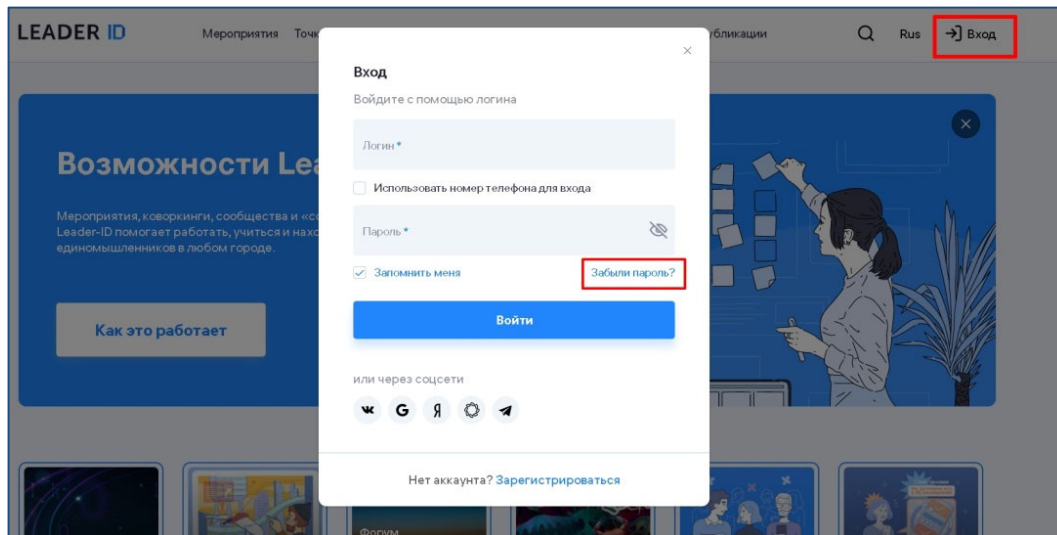 LEADER ID
Мероприятия
Rus
Вход
Вход
Войдите с помощью логина
Логин *
Использовать номер телефона для входа
Пароль *
Запомнить меня
Забыли пароль?
Войти
или через соцсети
Нет аккаунта? Зарегистрироваться
Возможности Lea
Мероприятия, коворкинги, сообщества и «со
Leader-ID помогает работать, учиться и нахо
единомышленников в любом городе.
Как это работает
Форум